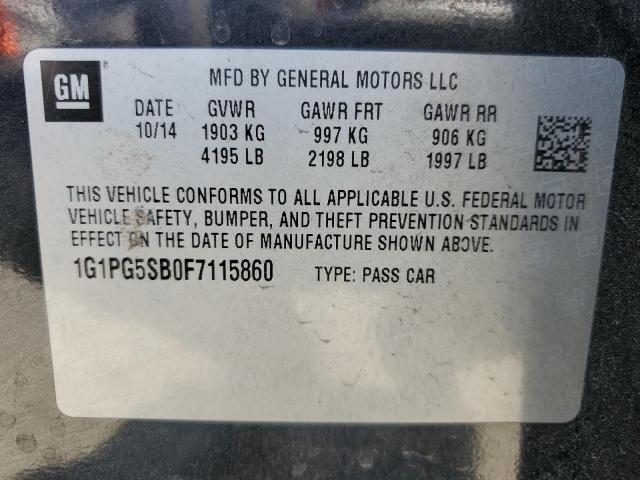 GM
MFD BY GENERAL MOTORS LLC
DATE GVWR GAWR FRT GAWR RR
10/14 1903 KG 997 KG 906 KG
4195 LB 2198 LB 1997 LB
THIS VEHICLE CONFORMS TO ALL APPLICABLE U.S. FEDERAL MOTOR
VEHICLE SAFETY, BUMPER, AND THEFT PREVENTION STANDARDS IN
EFFECT ON THE DATE OF MANUFACTURE SHOWN ABOVE.
1G1PG5SB0F7115860 TYPE: PASS CAR